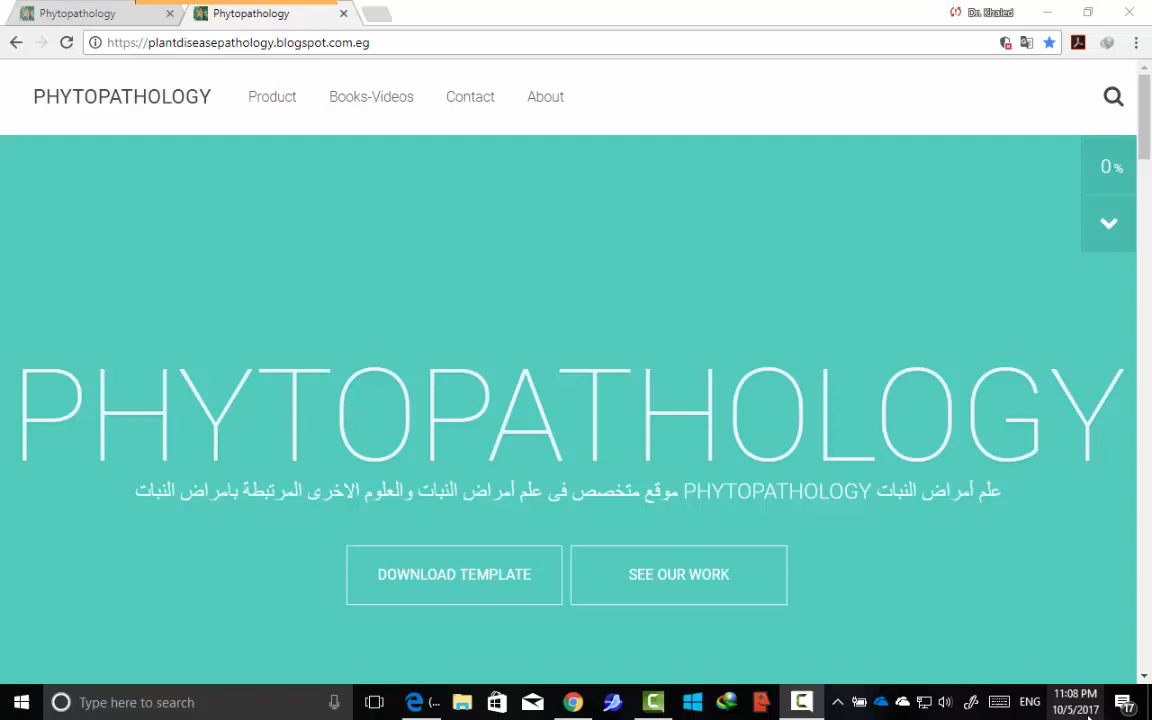 Phytopathology
Phytopathology
Dr. Khaled
https://plantdiseasepathology.blogspot.com.eg
PHYTOPATHOLOGY Product Books-Videos Contact About
0 %
PHYTOPATHOLOGY
علم أمراض النبات PHYTOPATHOLOGY موقع متخصص فى علم أمراض النبات والعلوم الاخرى المرتبطة بامراض النبات
DOWNLOAD TEMPLATE SEE OUR WORK
Type here to search
(...
ENG
11:08 PM
10/5/2017
17